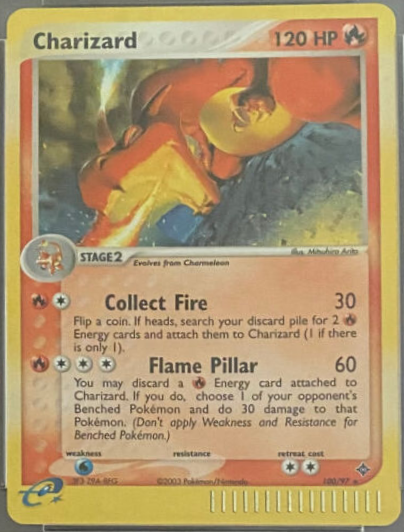 Charizard
120 HP
Illus. Mitsuhiro Arita
STAGE2
Evolves from Charmeleon
Collect Fire 30
Flip a coin. If heads, search your discard pile for 2
Energy cards and attach them to Charizard (1 if there
is only 1).
Flame Pillar 60
You may discard a Energy card attached to
Charizard. If you do, choose 1 of your opponent's
Benched Pokémon and do 30 damage to that
Pokémon. (Don't apply Weakness and Resistance for
Benched Pokémon.)
weakness resistance retreat cost
©2003 Pokémon/Nintendo
100/97
e